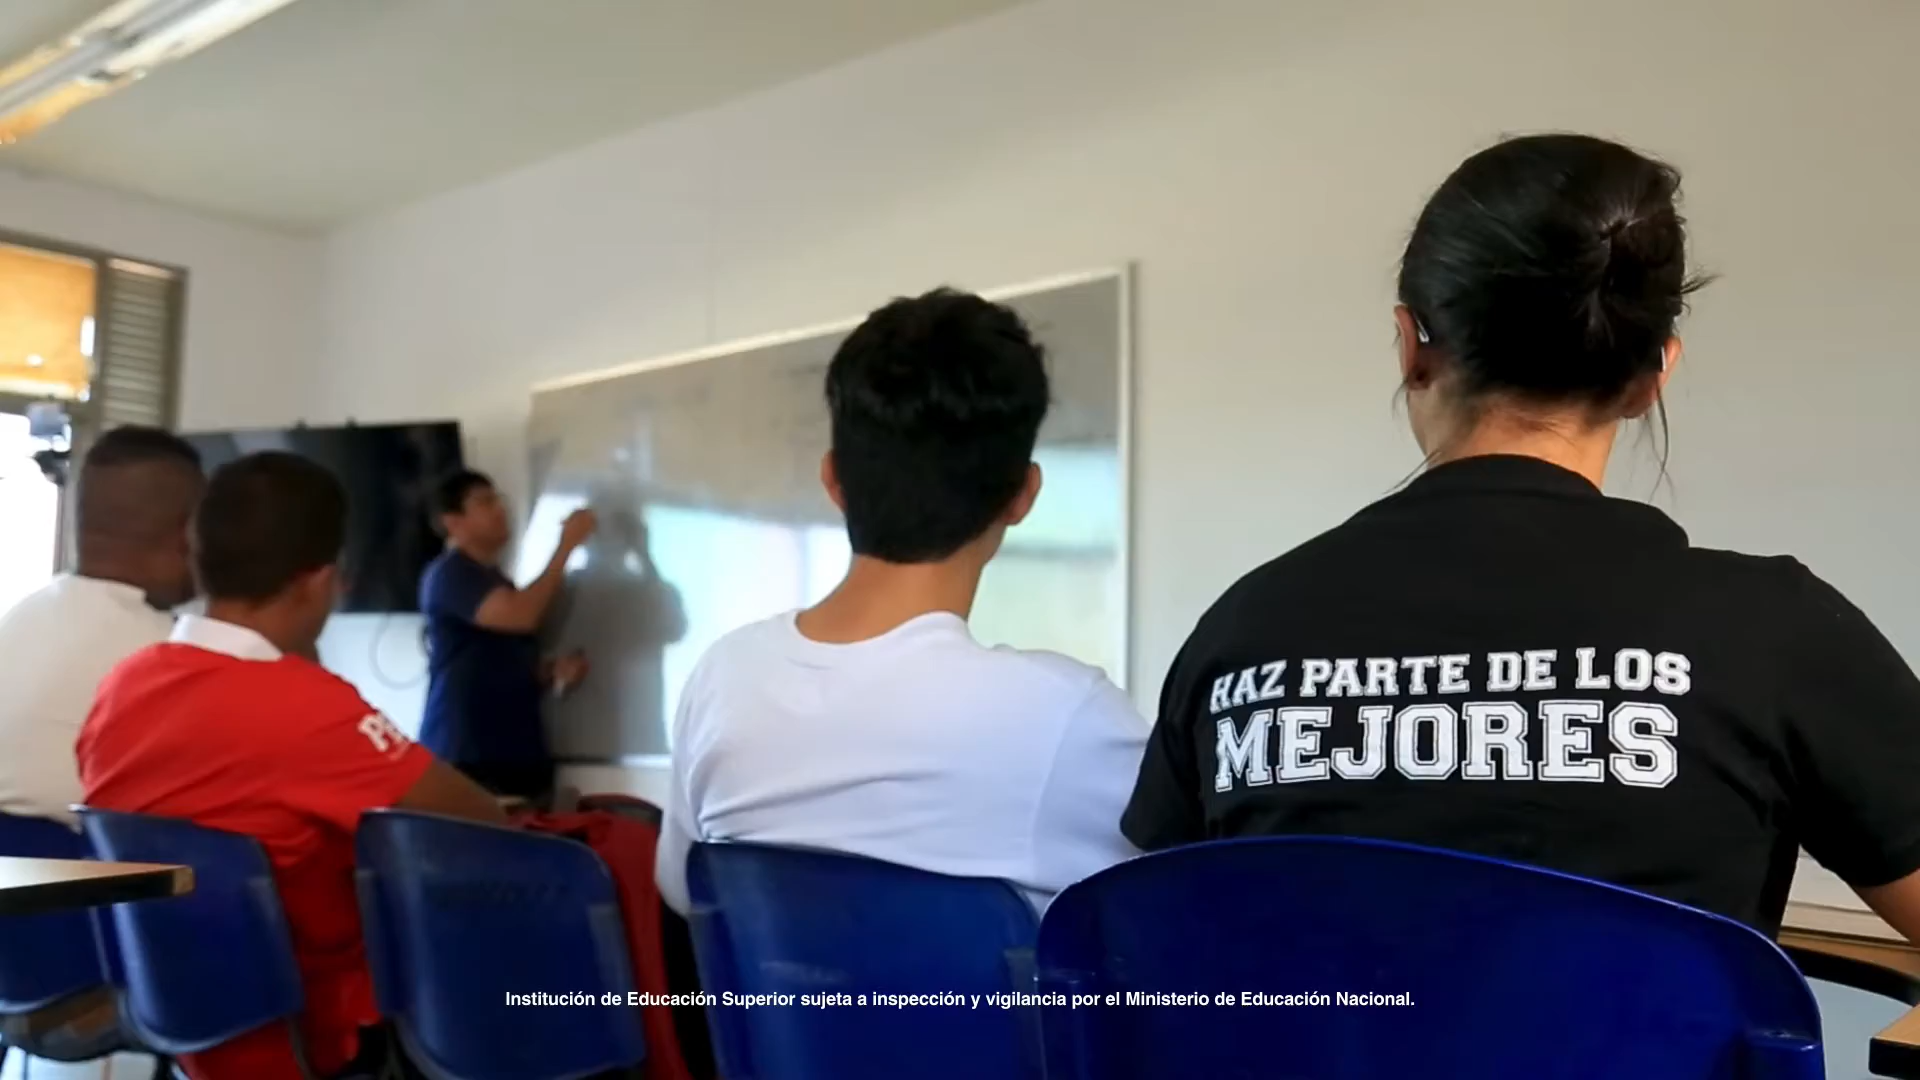 HAZ PARTE DE LOS
MEJORES
Institución de Educación Superior sujeta a inspección y vigilancia por el Ministerio de Educación Nacional.